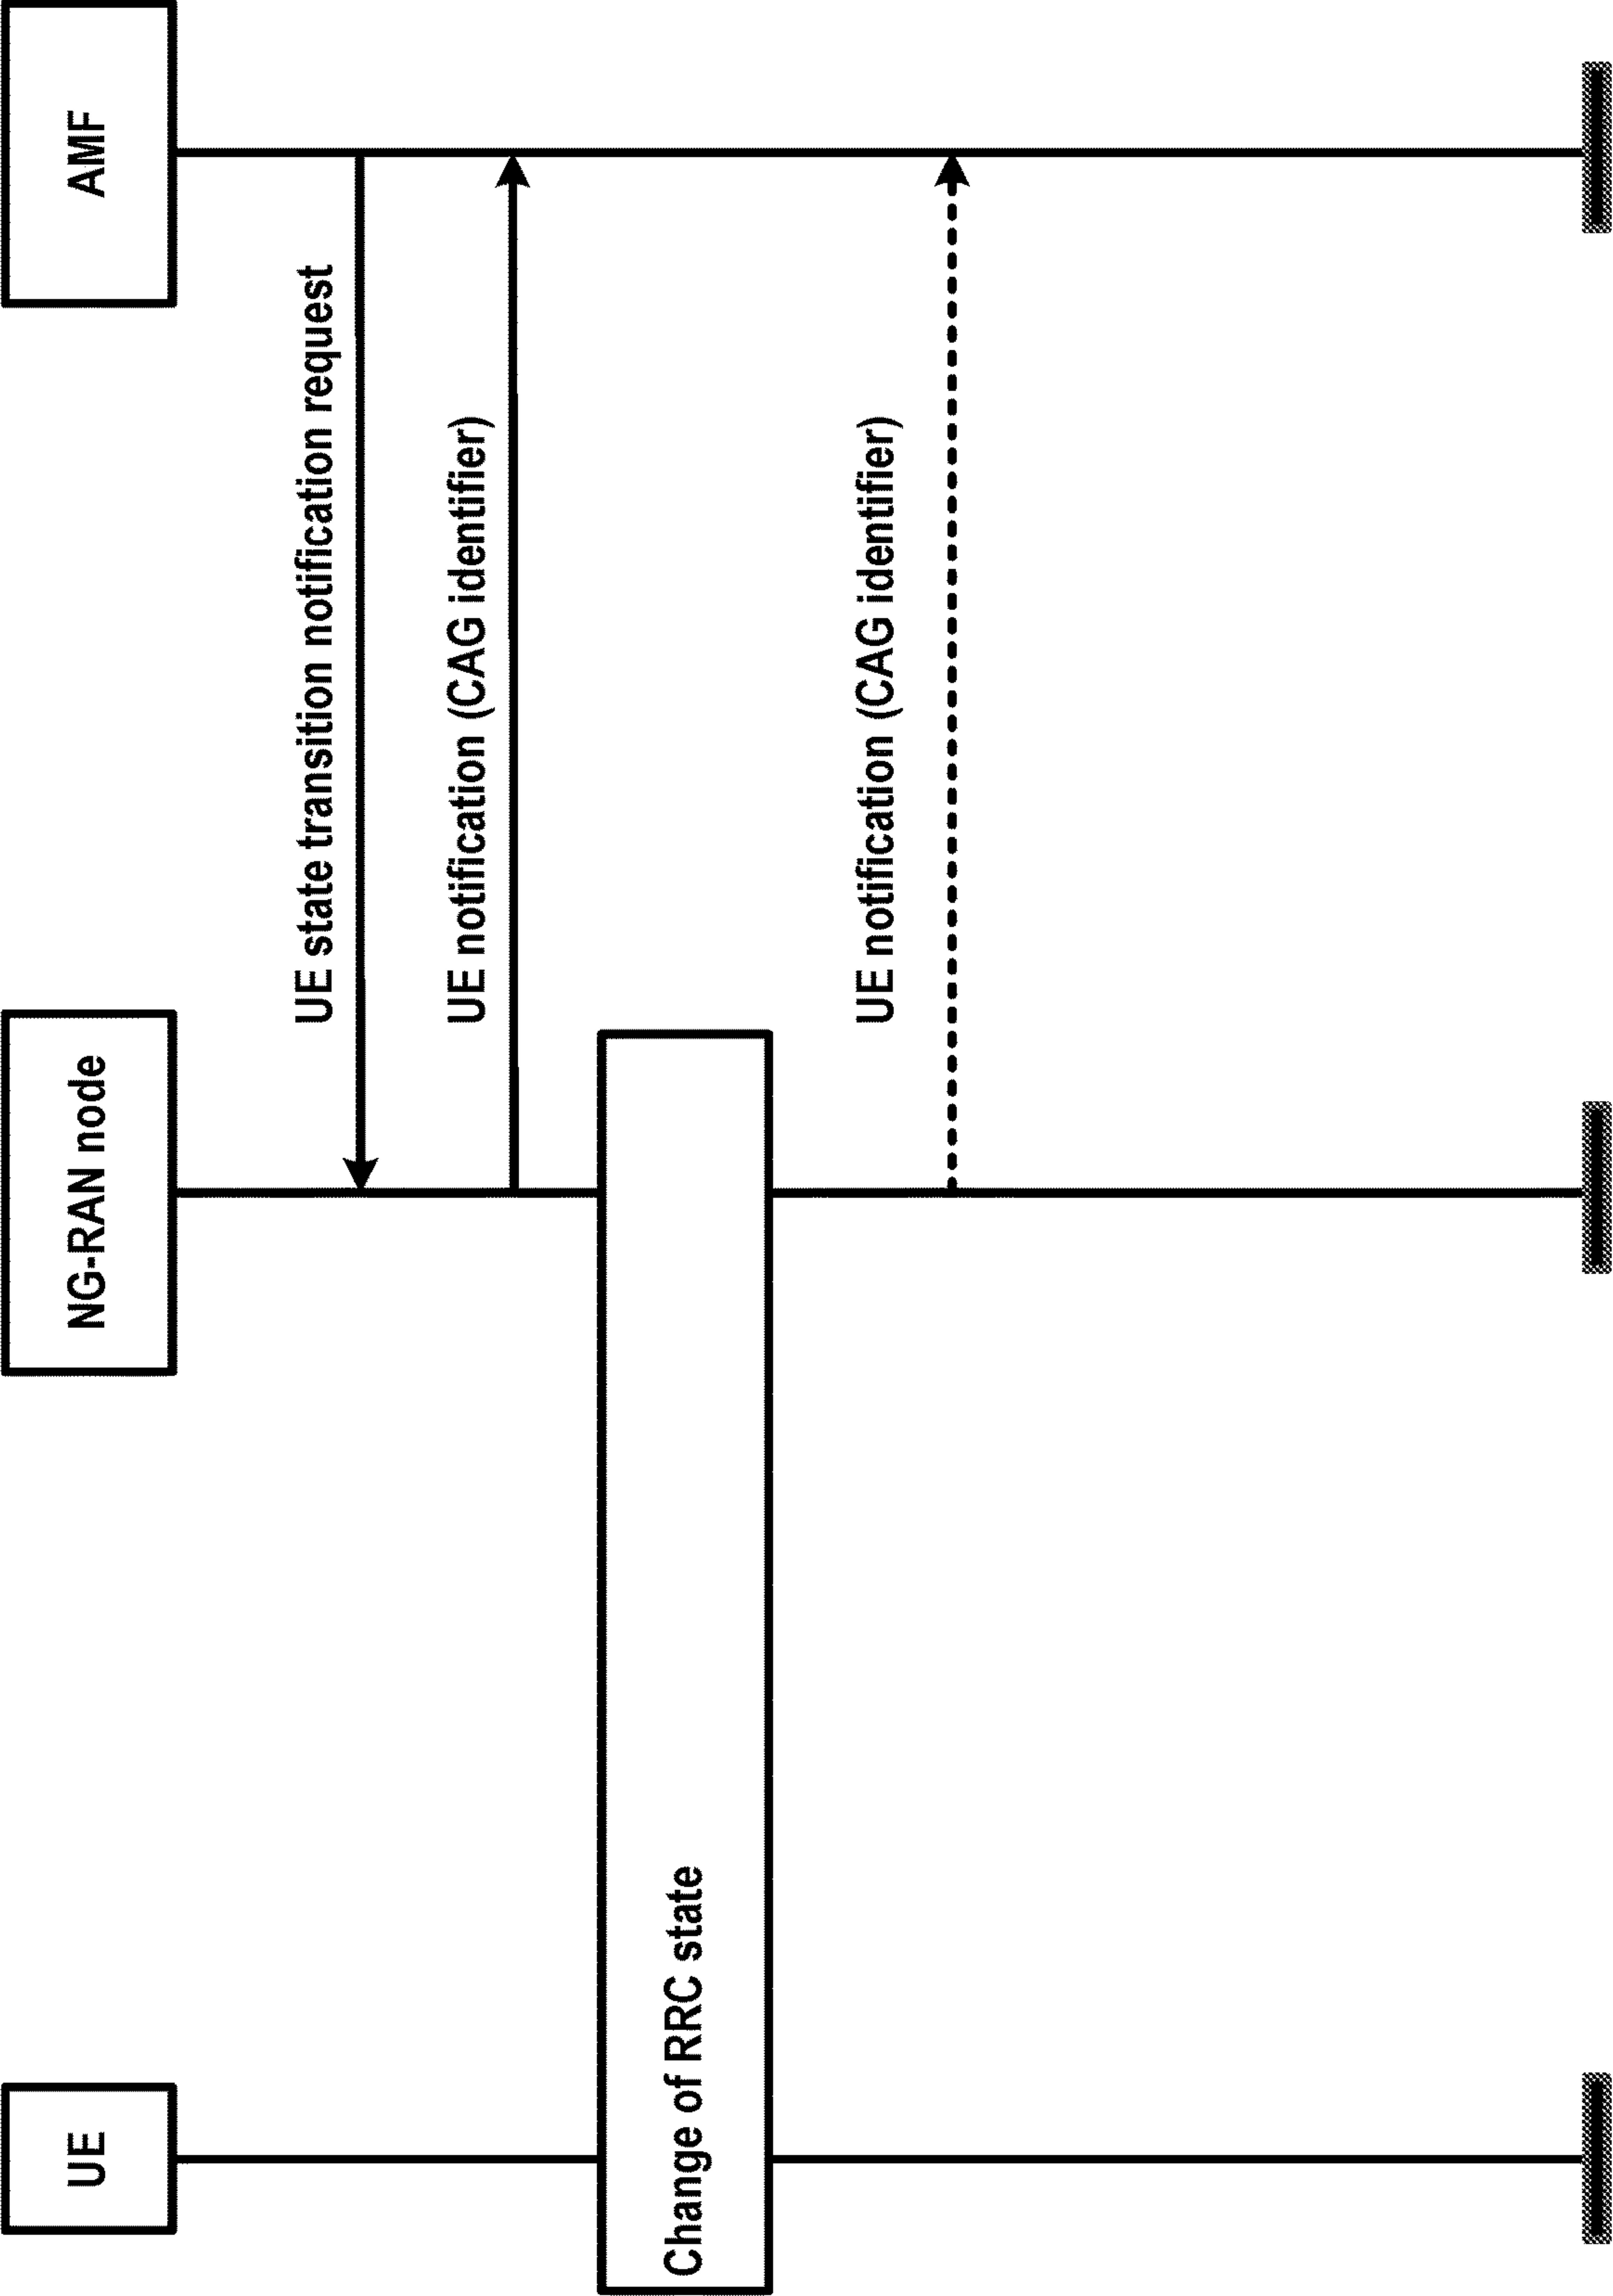 UE
NG-RAN node
AMF
UE state transition notification request
UE notification (CAG identifier)
Change of RRC state
UE notification (CAG identifier)